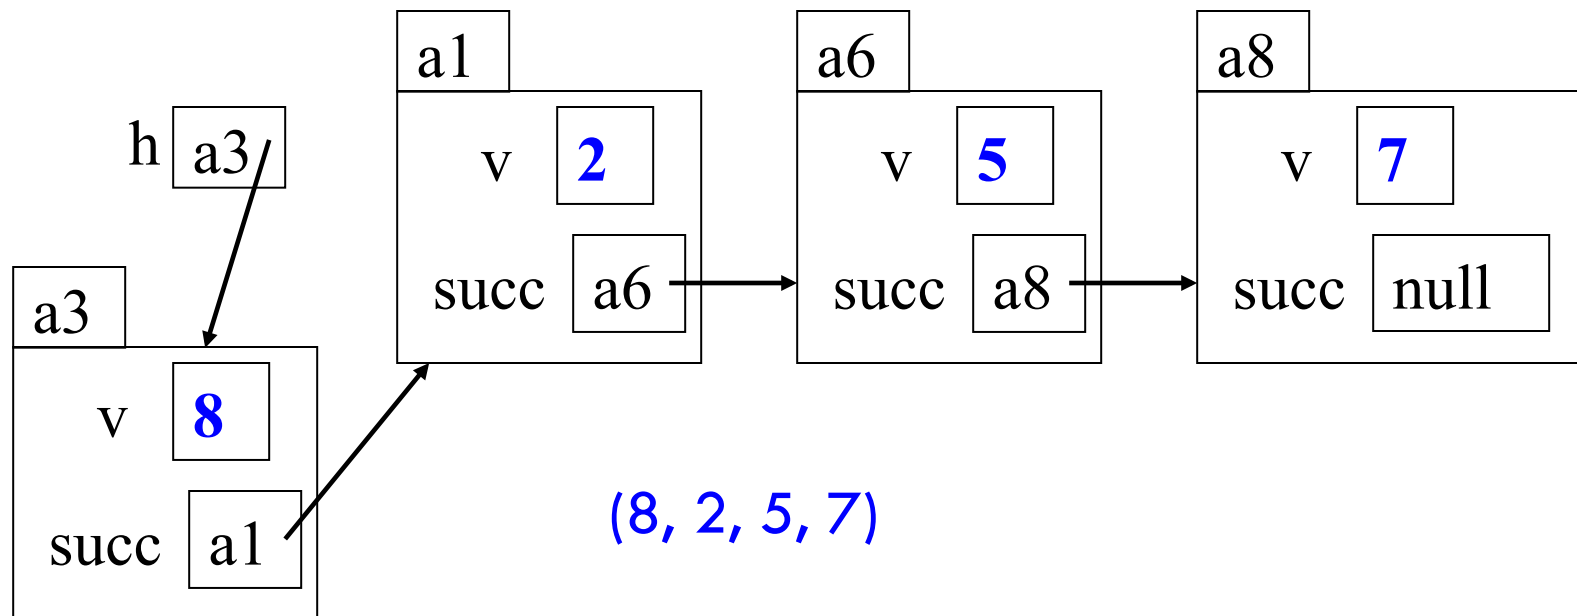 h a3
a3
v 8
succ a1
a1
v 2
succ a6
a6
v 5
succ a8
a8
v 7
succ null
(8, 2, 5, 7)